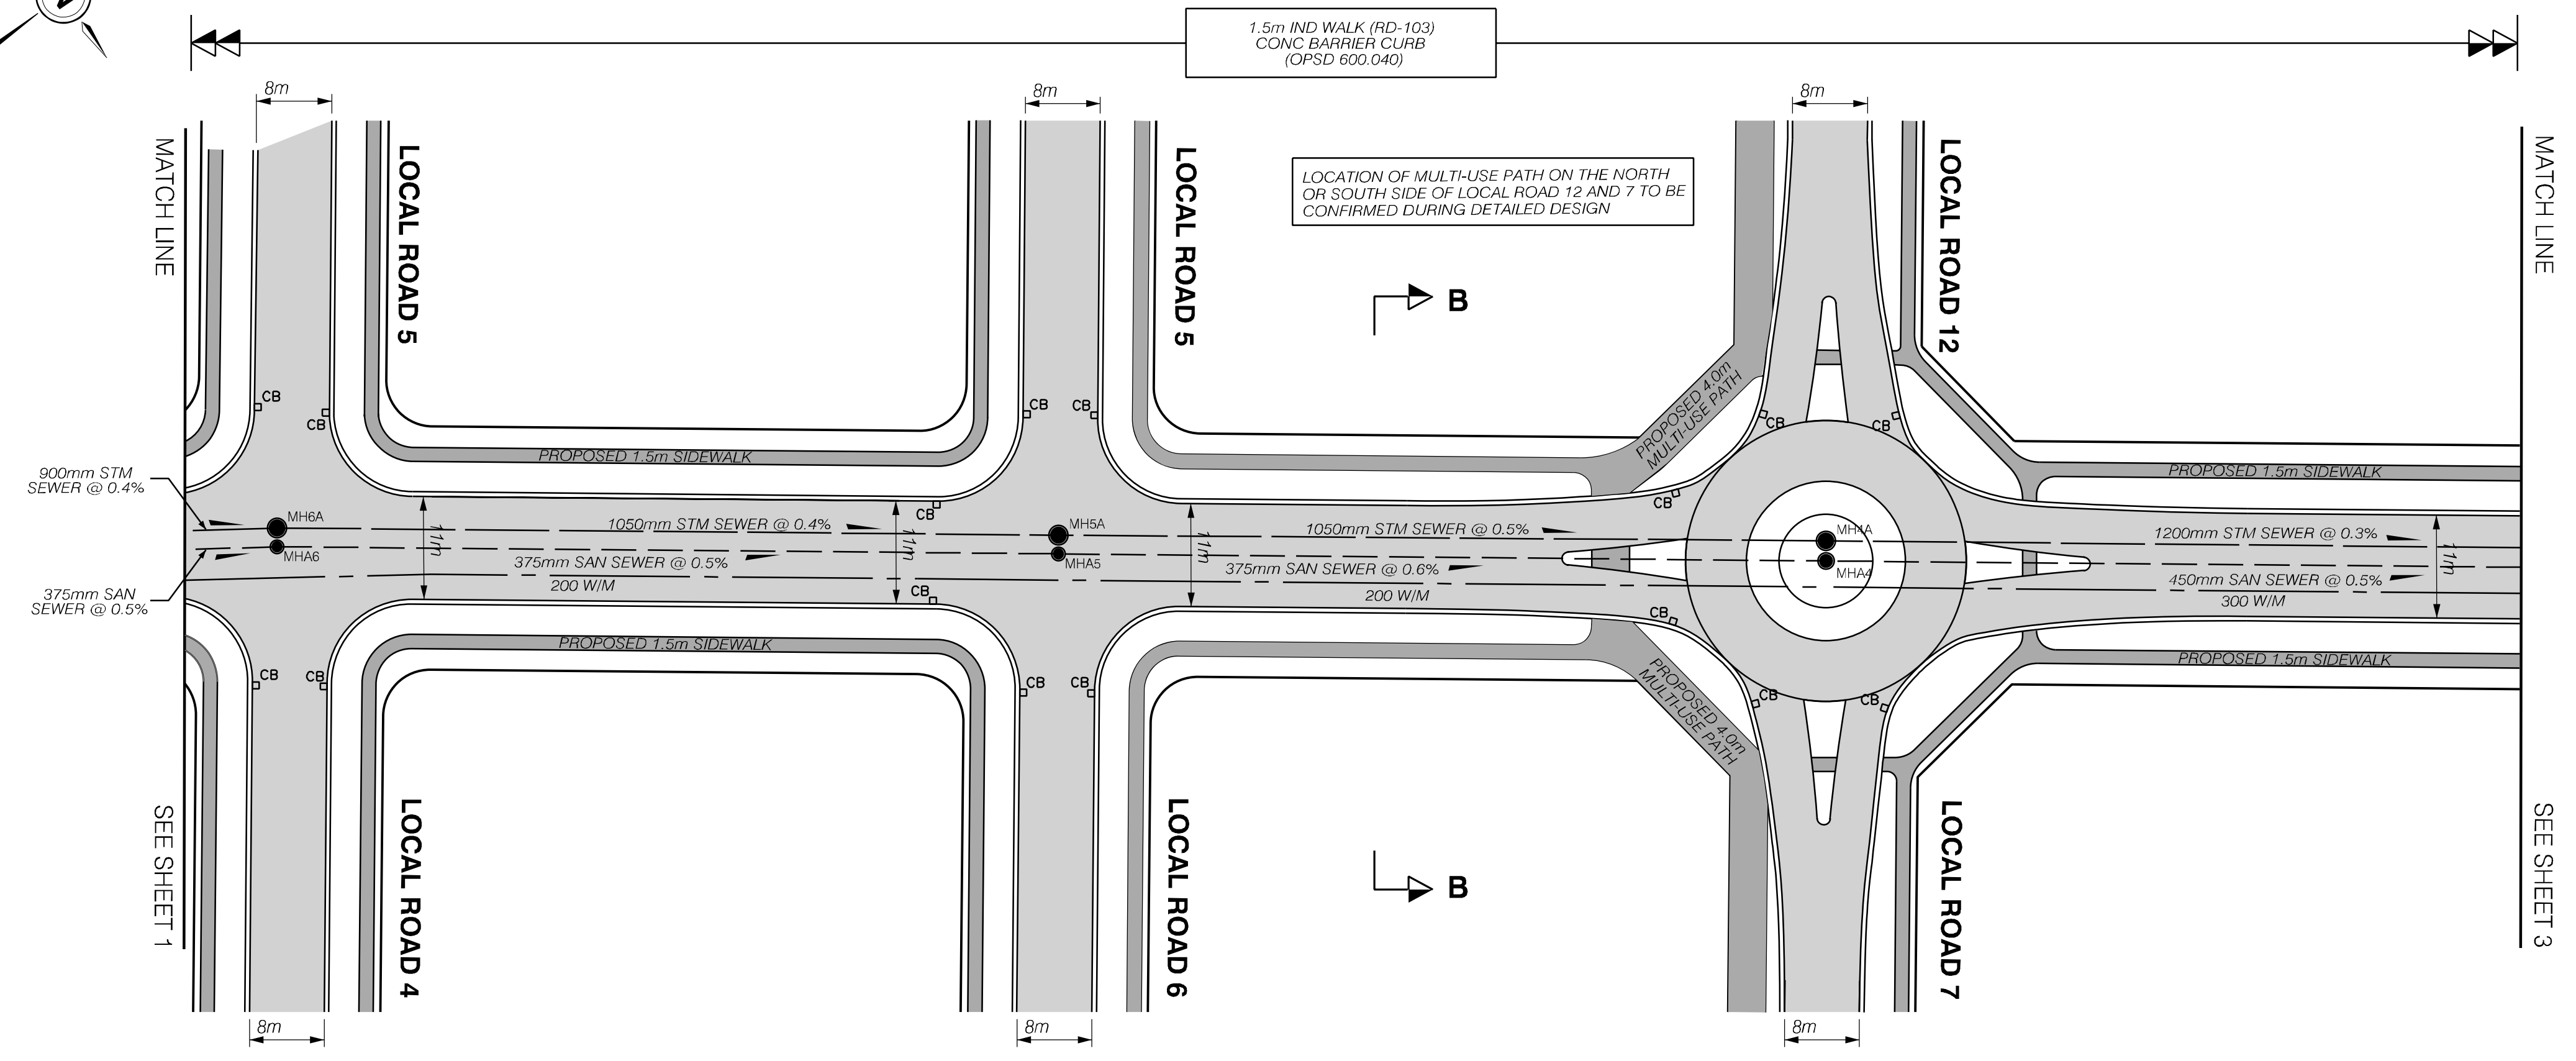 1.5m IND WALK (RD-103)
CONC BARRIER CURB
(OPSD 600.040)
8m
8m
8m
MATCH LINE
LOCAL ROAD 5
LOCAL ROAD 5
LOCATION OF MULTI-USE PATH ON THE NORTH
OR SOUTH SIDE OF LOCAL ROAD 12 AND 7 TO BE
CONFIRMED DURING DETAILED DESIGN
LOCAL ROAD 12
MATCH LINE
B
CB
CB
CB
CB
PROPOSED 4.0m
MULTI-USE PATH
CB
CB
PROPOSED 1.5m SIDEWALK
PROPOSED 1.5m SIDEWALK
900mm STM
SEWER @ 0.4%
CB
CB
MH6A
1050mm STM SEWER @ 0.4%
MH5A
1050mm STM SEWER @ 0.5%
MH4A
1200mm STM SEWER @ 0.3%
11m
11m
11m
11m
MHA6
375mm SAN SEWER @ 0.5%
MHA5
375mm SAN SEWER @ 0.6%
MHA4
450mm SAN SEWER @ 0.5%
200 W/M
200 W/M
300 W/M
375mm SAN
SEWER @ 0.5%
CB
CB
PROPOSED 1.5m SIDEWALK
PROPOSED 1.5m SIDEWALK
CB
CB
CB
CB
PROPOSED 4.0m
MULTI-USE PATH
CB
CB
SEE SHEET 1
LOCAL ROAD 4
LOCAL ROAD 6
B
LOCAL ROAD 7
SEE SHEET 3
8m
8m
8m